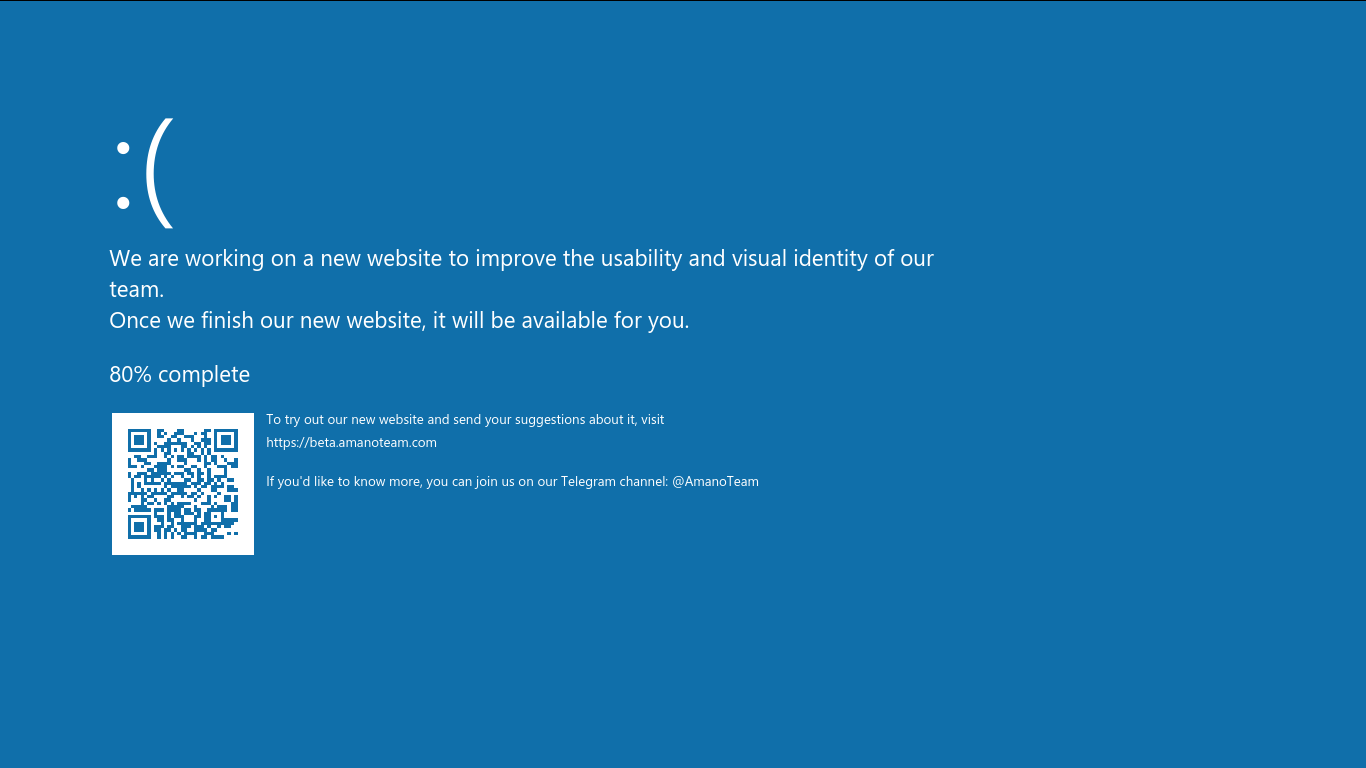 :(
We are working on a new website to improve the usability and visual identity of our
team.
Once we finish our new website, it will be available for you.
80% complete
To try out our new website and send your suggestions about it, visit
https://beta.amanoteam.com
If you'd like to know more, you can join us on our Telegram channel: @AmanoTeam